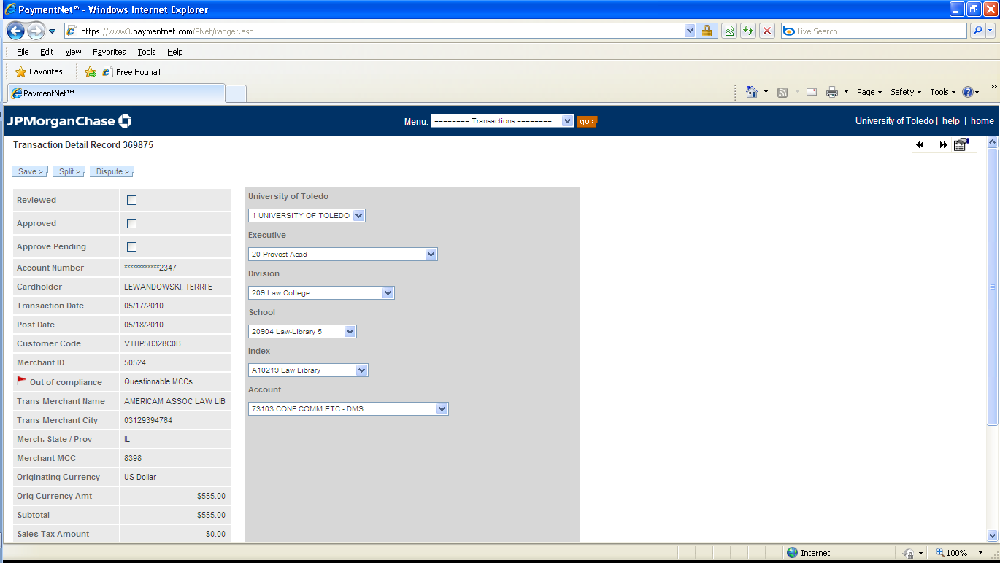 PaymentNet™ - Windows Internet Explorer
https://www3.paymentnet.com/PNet/ranger.asp
Live Search
File Edit View Favorites Tools Help
Favorites Free Hotmail
PaymentNet™
Page Safety Tools »
JPMorganChase Menu: ======== Transactions ======== go> University of Toledo | help | home
Transaction Detail Record 369875
Save > Split > Dispute >
Reviewed
Approved
Approve Pending
Account Number ************2347
Cardholder LEWANDOWSKI, TERRI E
Transaction Date 05/17/2010
Post Date 05/18/2010
Customer Code VTHP5B328C0B
Merchant ID 50524
Out of compliance Questionable MCCs
Trans Merchant Name AMERICAM ASSOC LAW LIB
Trans Merchant City 03129394764
Merch. State / Prov IL
Merchant MCC 8398
Originating Currency US Dollar
Orig Currency Amt $555.00
Subtotal $555.00
Sales Tax Amount $0.00
University of Toledo
1 UNIVERSITY OF TOLEDO
Executive
20 Provost-Acad
Division
209 Law College
School
20904 Law-Library 5
Index
A10219 Law Library
Account
73103 CONF COMM ETC - DMS
Internet 100%